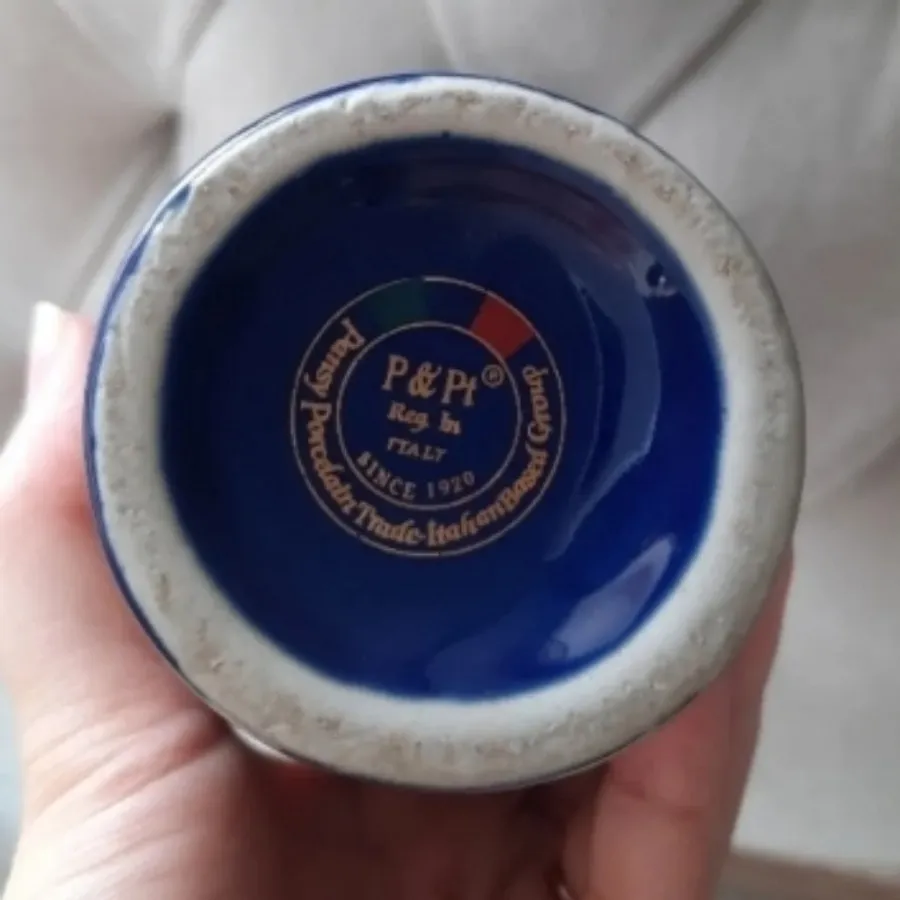 P & Pt ®
Reg. In
ITALY
SINCE 1920
Pansy Porcelain Trade-Italian Based Group